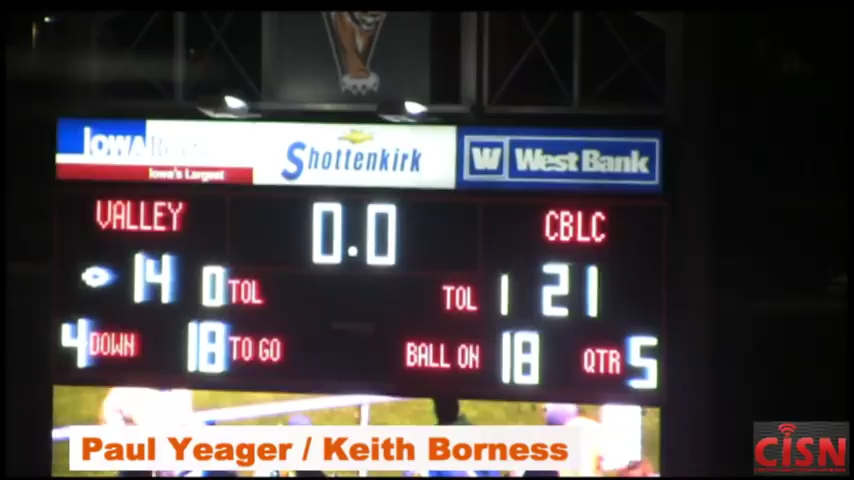 Iowa
Iowa's Largest
Shottenkirk
W West Bank
VALLEY
0.0
CBLC
14 0 TOL
TOL 1 21
4 DOWN 18 TO GO
BALL ON 18 QTR 5
Paul Yeager / Keith Borness
CISN